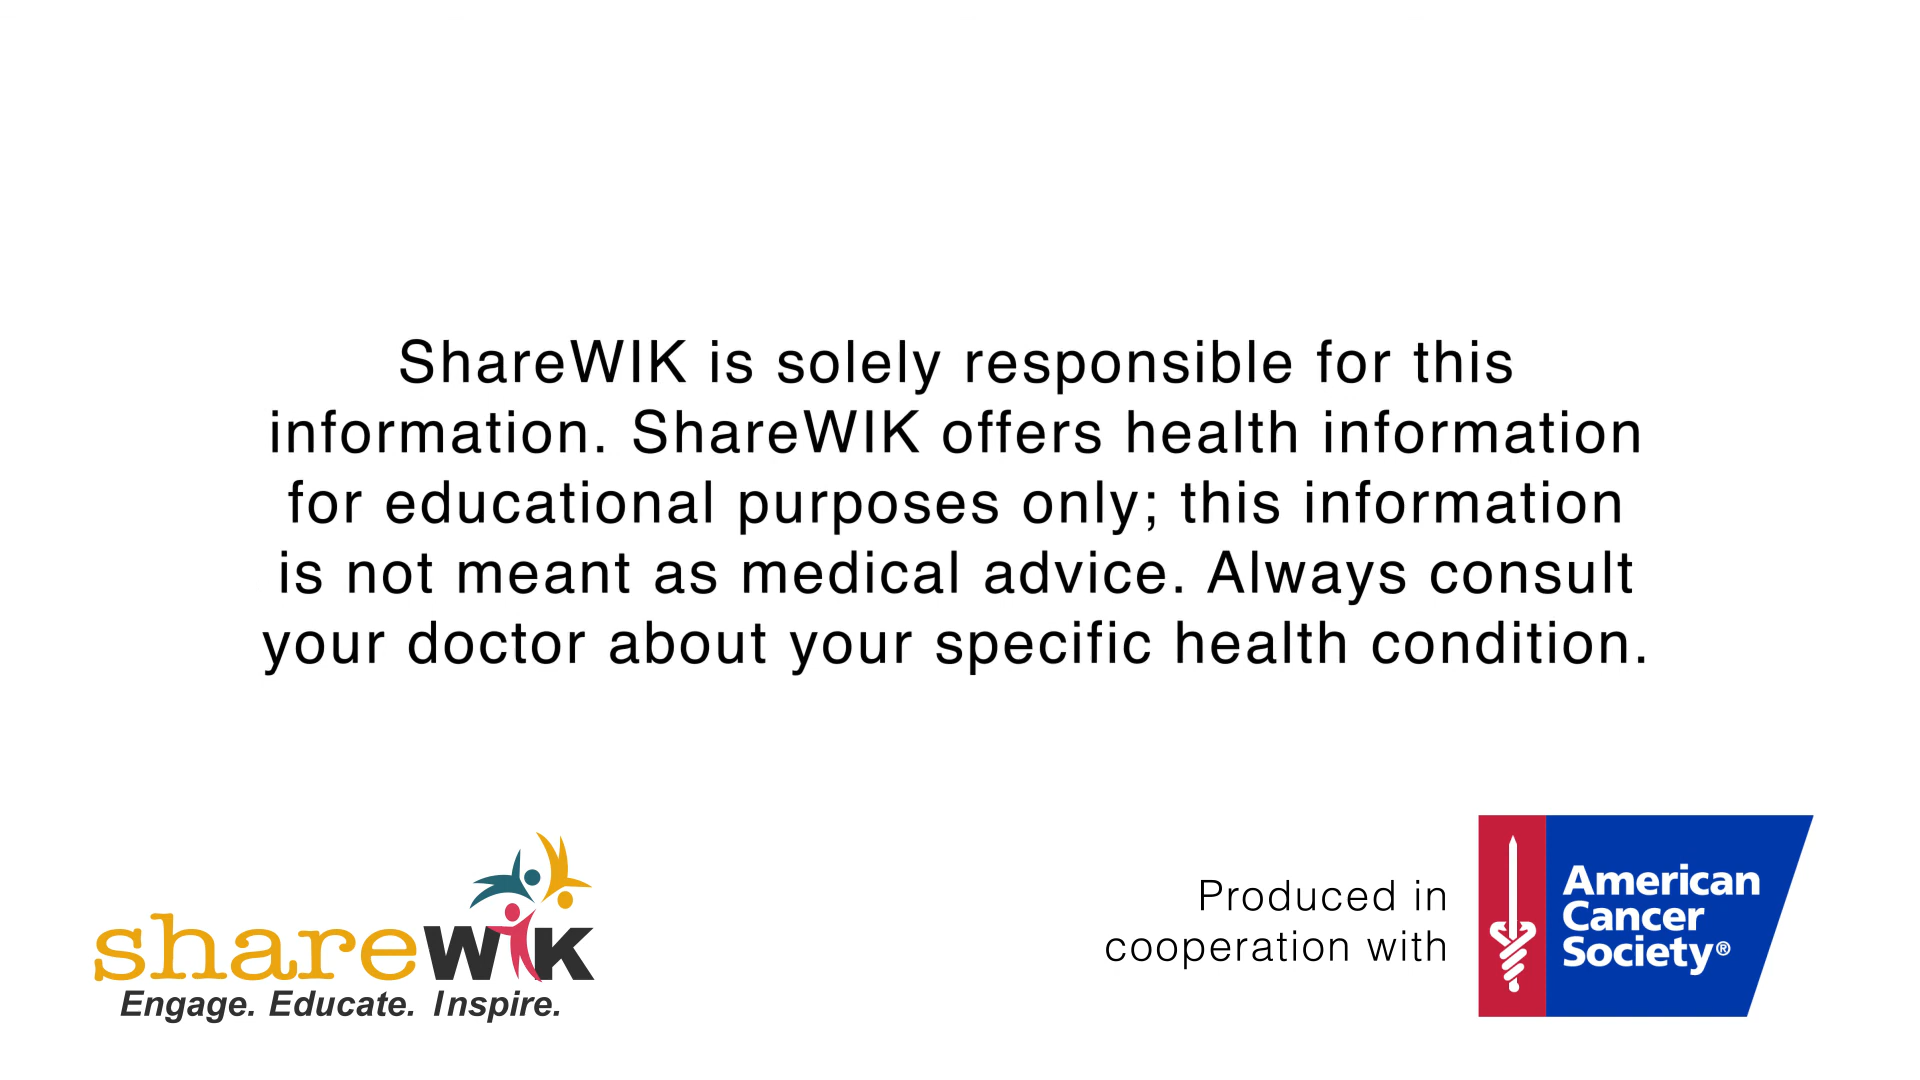 ShareWIK is solely responsible for this
information. ShareWIK offers health information
for educational purposes only; this information
is not meant as medical advice. Always consult
your doctor about your specific health condition.
shareWIK
Engage. Educate. Inspire.
Produced in
cooperation with
American
Cancer
Society®